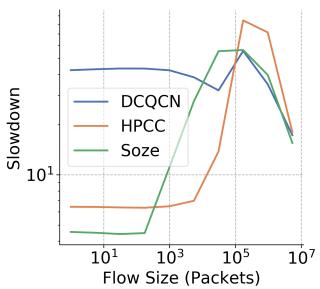 Slowdown
10¹
DCQCN
HPCC
Soze
10¹ 10³ 10⁵ 10⁷
Flow Size (Packets)